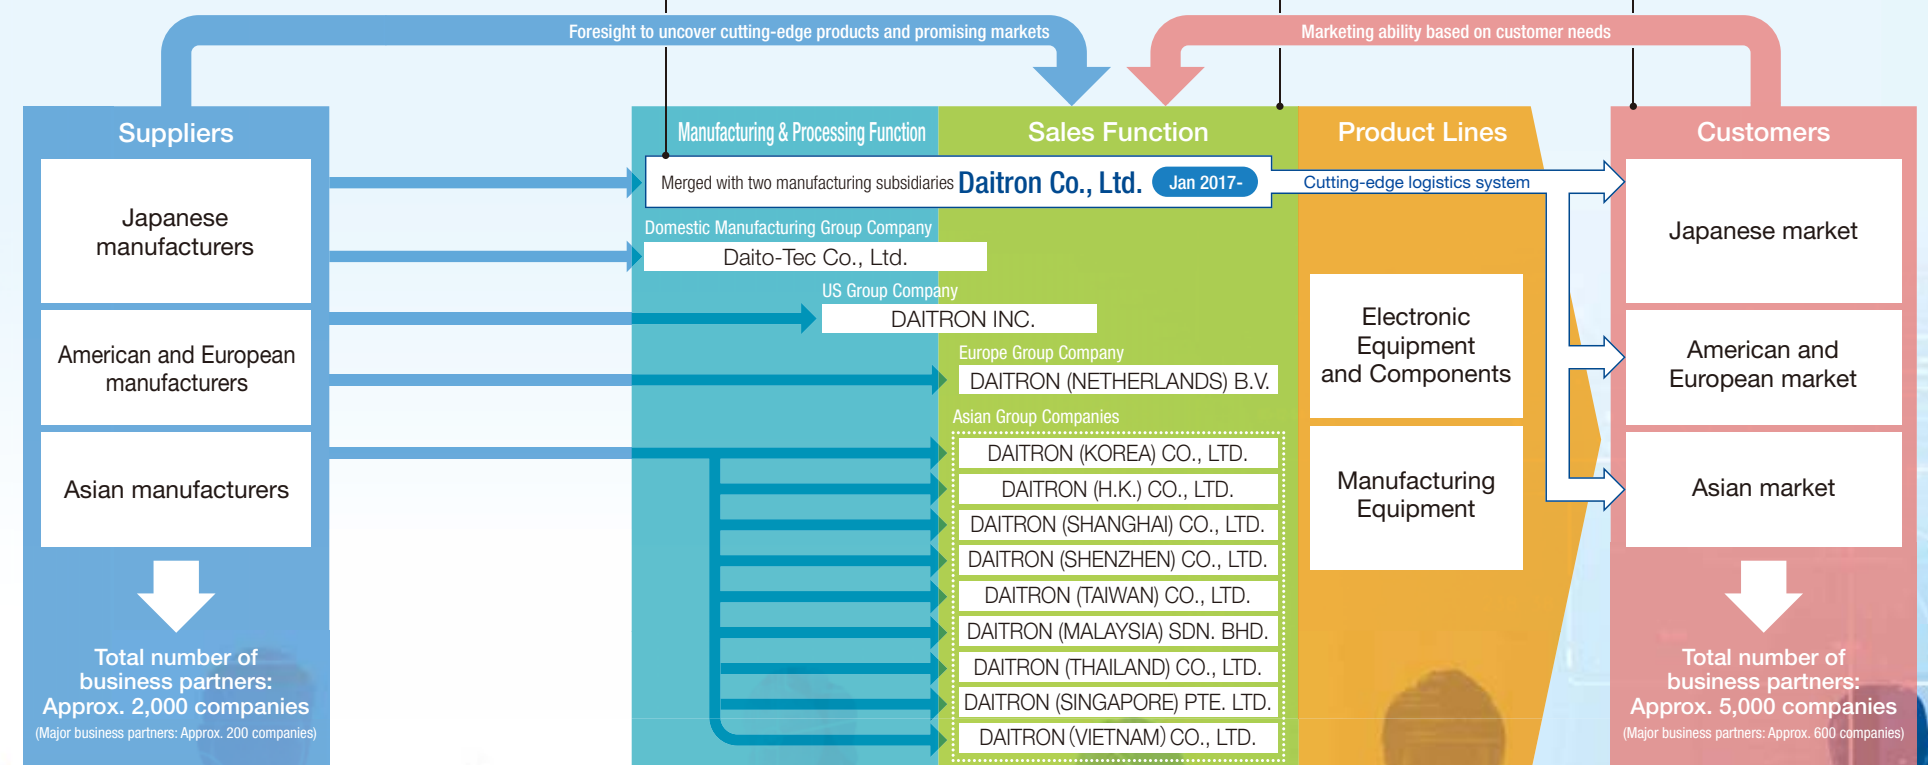 Foresight to uncover cutting-edge products and promising markets
Marketing ability based on customer needs
Suppliers
Japanese
manufacturers
American and European
manufacturers
Asian manufacturers
Total number of
business partners:
Approx. 2,000 companies
(Major business partners: Approx. 200 companies)
Manufacturing & Processing Function
Sales Function
Merged with two manufacturing subsidiaries Daitron Co., Ltd. Jan 2017-
Domestic Manufacturing Group Company
Daito-Tec Co., Ltd.
US Group Company
DAITRON INC.
Europe Group Company
DAITRON (NETHERLANDS) B.V.
Asian Group Companies
DAITRON (KOREA) CO., LTD.
DAITRON (H.K.) CO., LTD.
DAITRON (SHANGHAI) CO., LTD.
DAITRON (SHENZHEN) CO., LTD.
DAITRON (TAIWAN) CO., LTD.
DAITRON (MALAYSIA) SDN. BHD.
DAITRON (THAILAND) CO., LTD.
DAITRON (SINGAPORE) PTE. LTD.
DAITRON (VIETNAM) CO., LTD.
Product Lines
Cutting-edge logistics system
Electronic
Equipment
and Components
Manufacturing
Equipment
Customers
Japanese market
American and
European market
Asian market
Total number of
business partners:
Approx. 5,000 companies
(Major business partners: Approx. 600 companies)